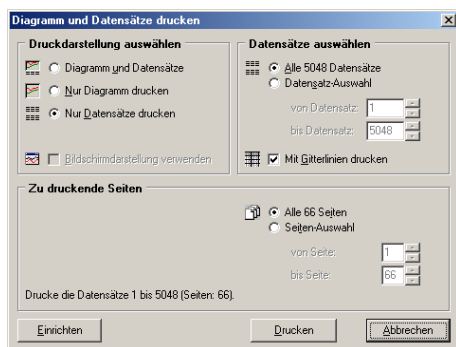 Diagramm und Datensätze drucken
Druckdarstellung auswählen
Diagramm und Datensätze
Nur Diagramm drucken
Nur Datensätze drucken
Bildschirmdarstellung verwenden
Datensätze auswählen
Alle 5048 Datensätze
Datensatz-Auswahl
von Datensatz: 1
bis Datensatz: 5048
Mit Gitterlinien drucken
Zu druckende Seiten
Alle 66 Seiten
Seiten-Auswahl
von Seite: 1
bis Seite: 66
Drucke die Datensätze 1 bis 5048 (Seiten: 66).
Einrichten Drucken Abbrechen